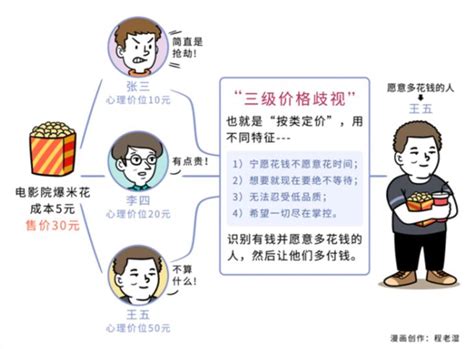 简直是
抢劫！
张三
心理价位10元
有点贵！
李四
心理价位20元
不算
什么！
王五
心理价位50元
电影院爆米花
成本5元
售价30元
“三级价格歧视”
也就是“按类定价”，用
不同特征---
1）宁愿花钱不愿意花时间；
2）想要就现在要绝不等待；
3）无法忍受低品质；
4）希望一切尽在掌控。
识别有钱并愿意多花钱的
人，然后让他们多付钱。
愿意多花钱的人
王五
漫画创作：程老湿